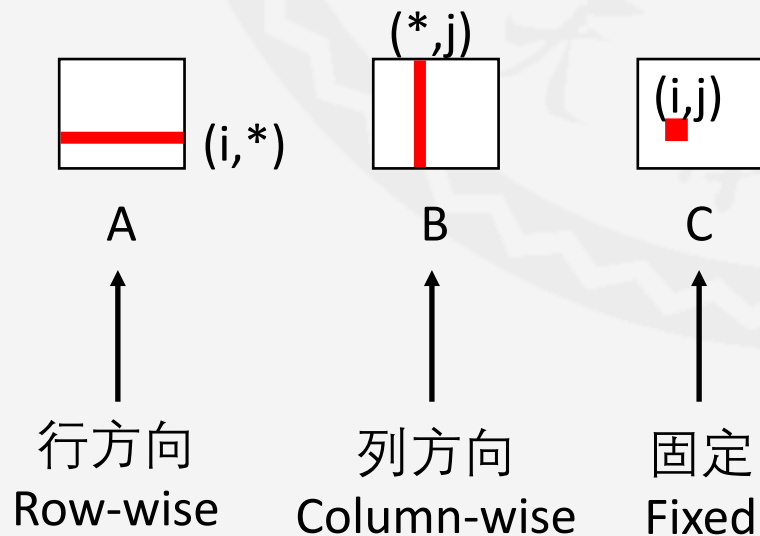 (*,j)
(i,*)
(i,j)
A
B
C
行方向
Row-wise
列方向
Column-wise
固定
Fixed